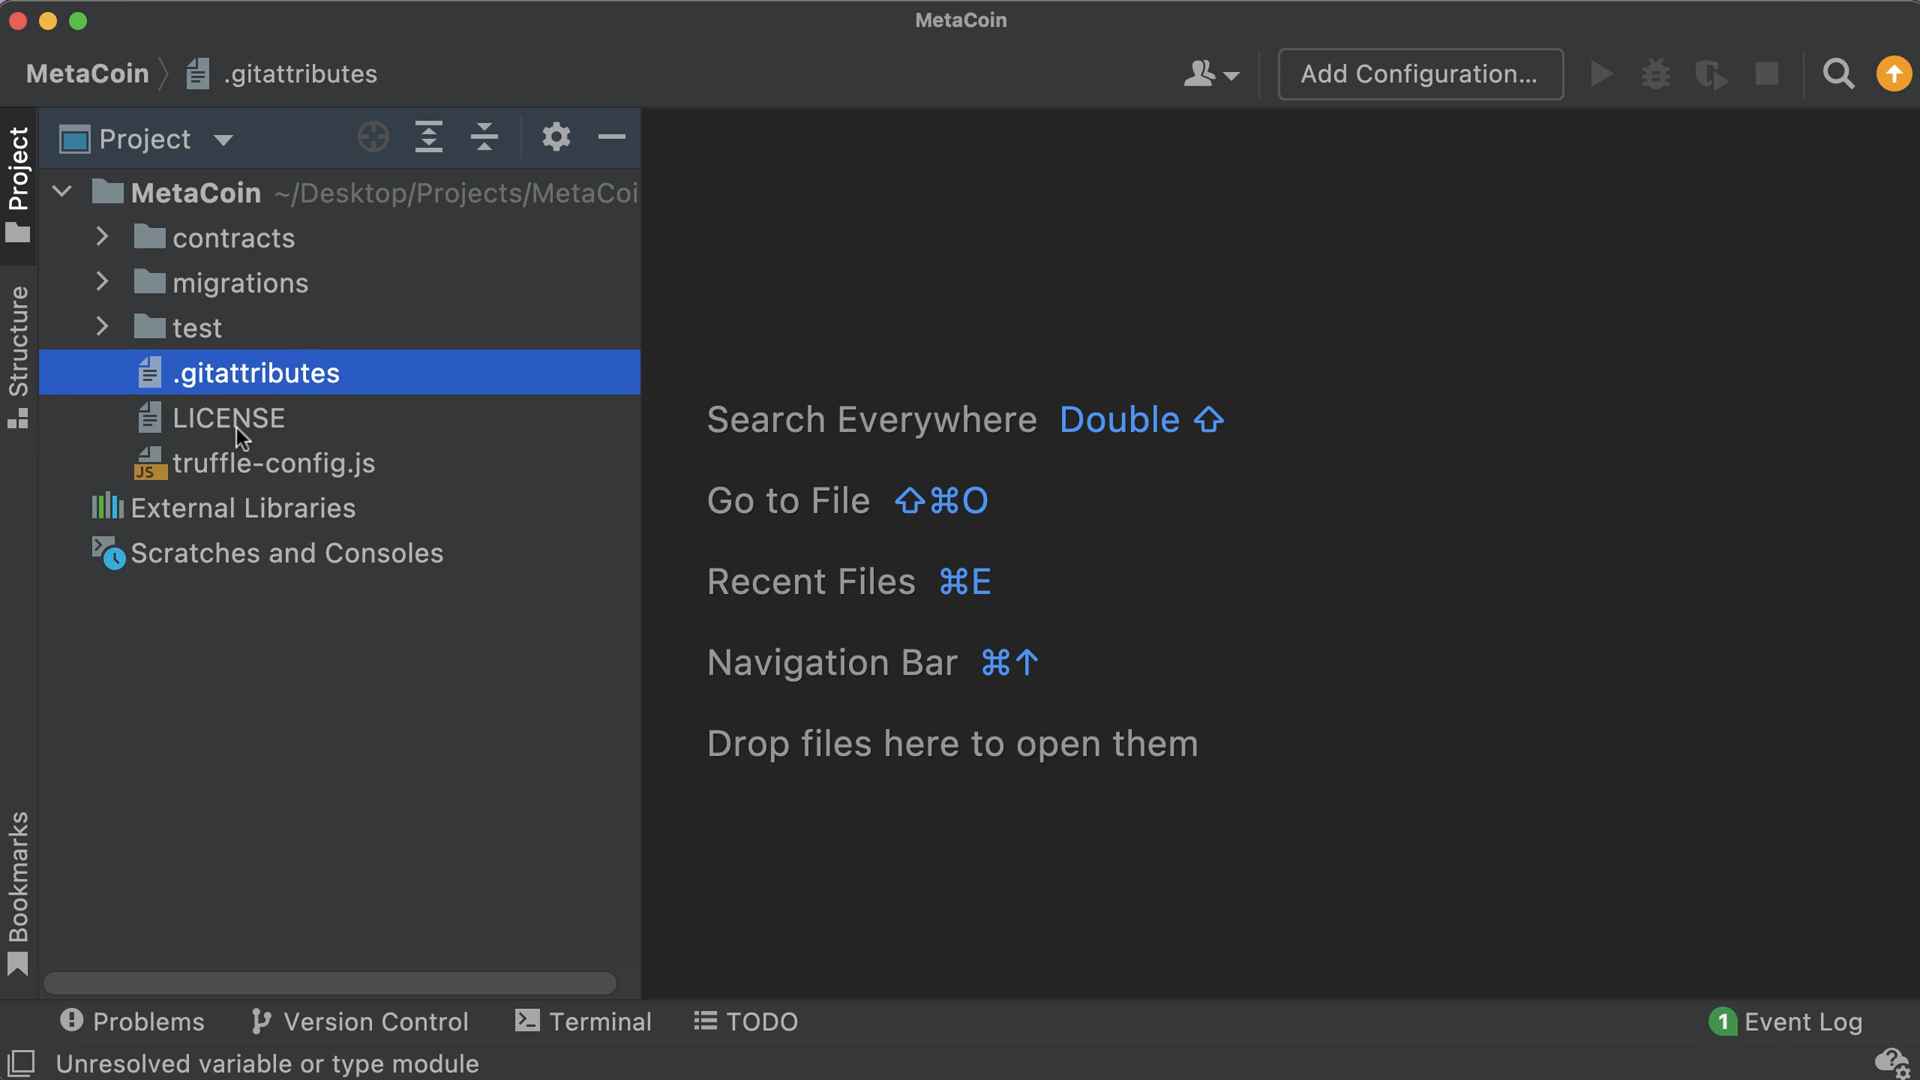 MetaCoin
MetaCoin
.gitattributes
Add Configuration...
Project
Project
MetaCoin ~/Desktop/Projects/MetaCoi
contracts
migrations
test
.gitattributes
LICENSE
JS truffle-config.js
External Libraries
Scratches and Consoles
Structure
Bookmarks
Search Everywhere Double ⇧
Go to File ⇧⌘O
Recent Files ⌘E
Navigation Bar ⌘↑
Drop files here to open them
Problems
Version Control
Terminal
TODO
1 Event Log
Unresolved variable or type module